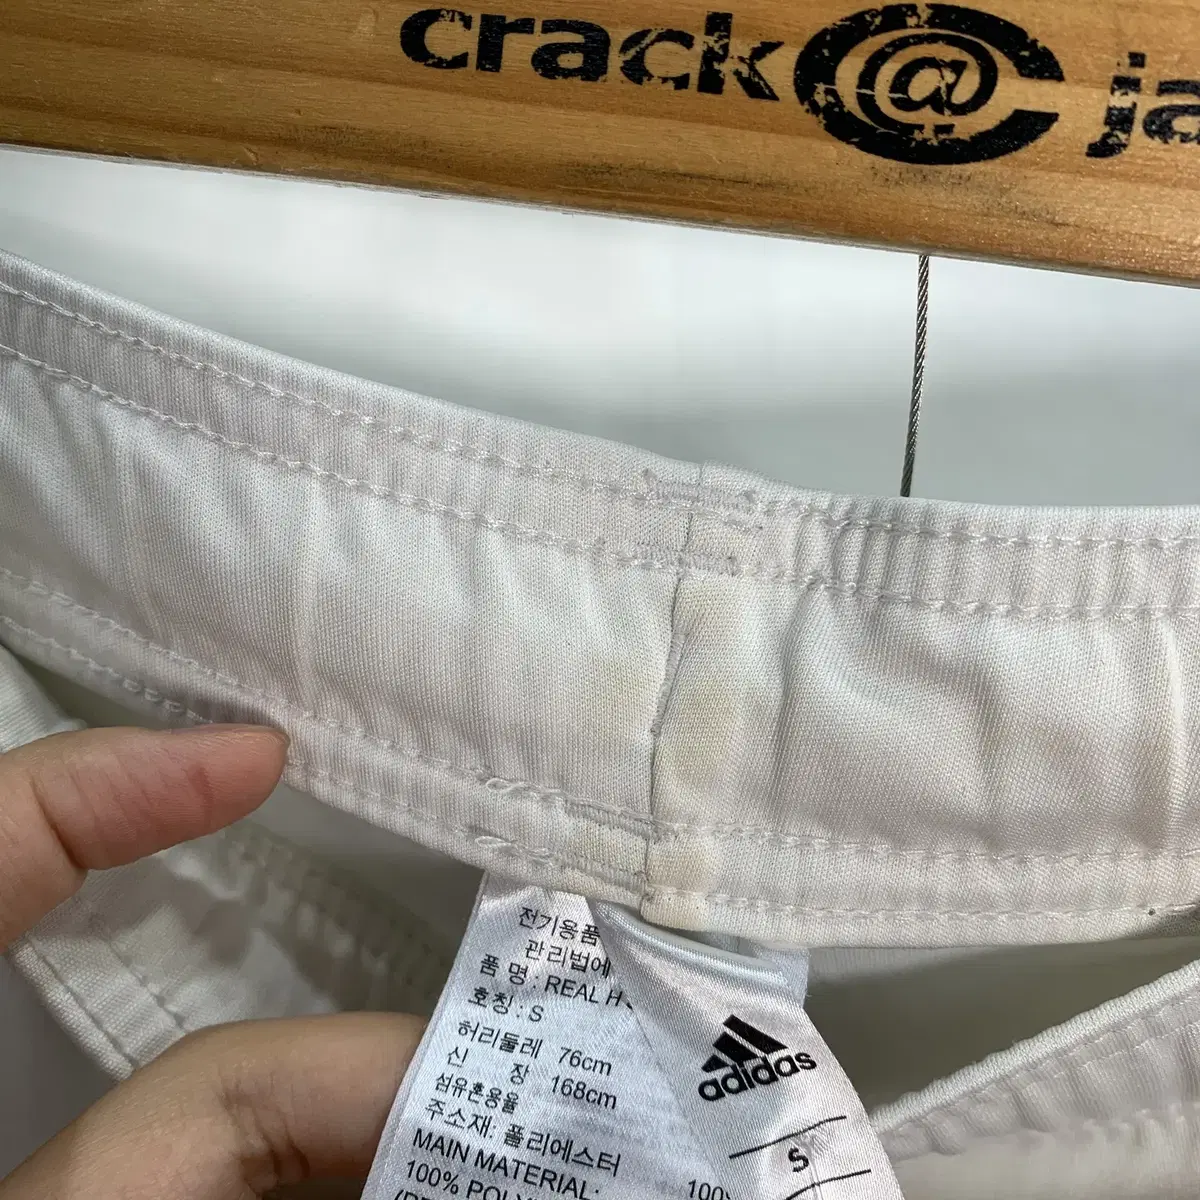 crack @ ja
전기용품
관리법에
품 명 : REAL H
호칭 : S
허리둘레 76cm
신 장 168cm
섬유혼용율
주소재: 폴리에스터
MAIN MATERIAL:
100% POLY
100%
adidas
S